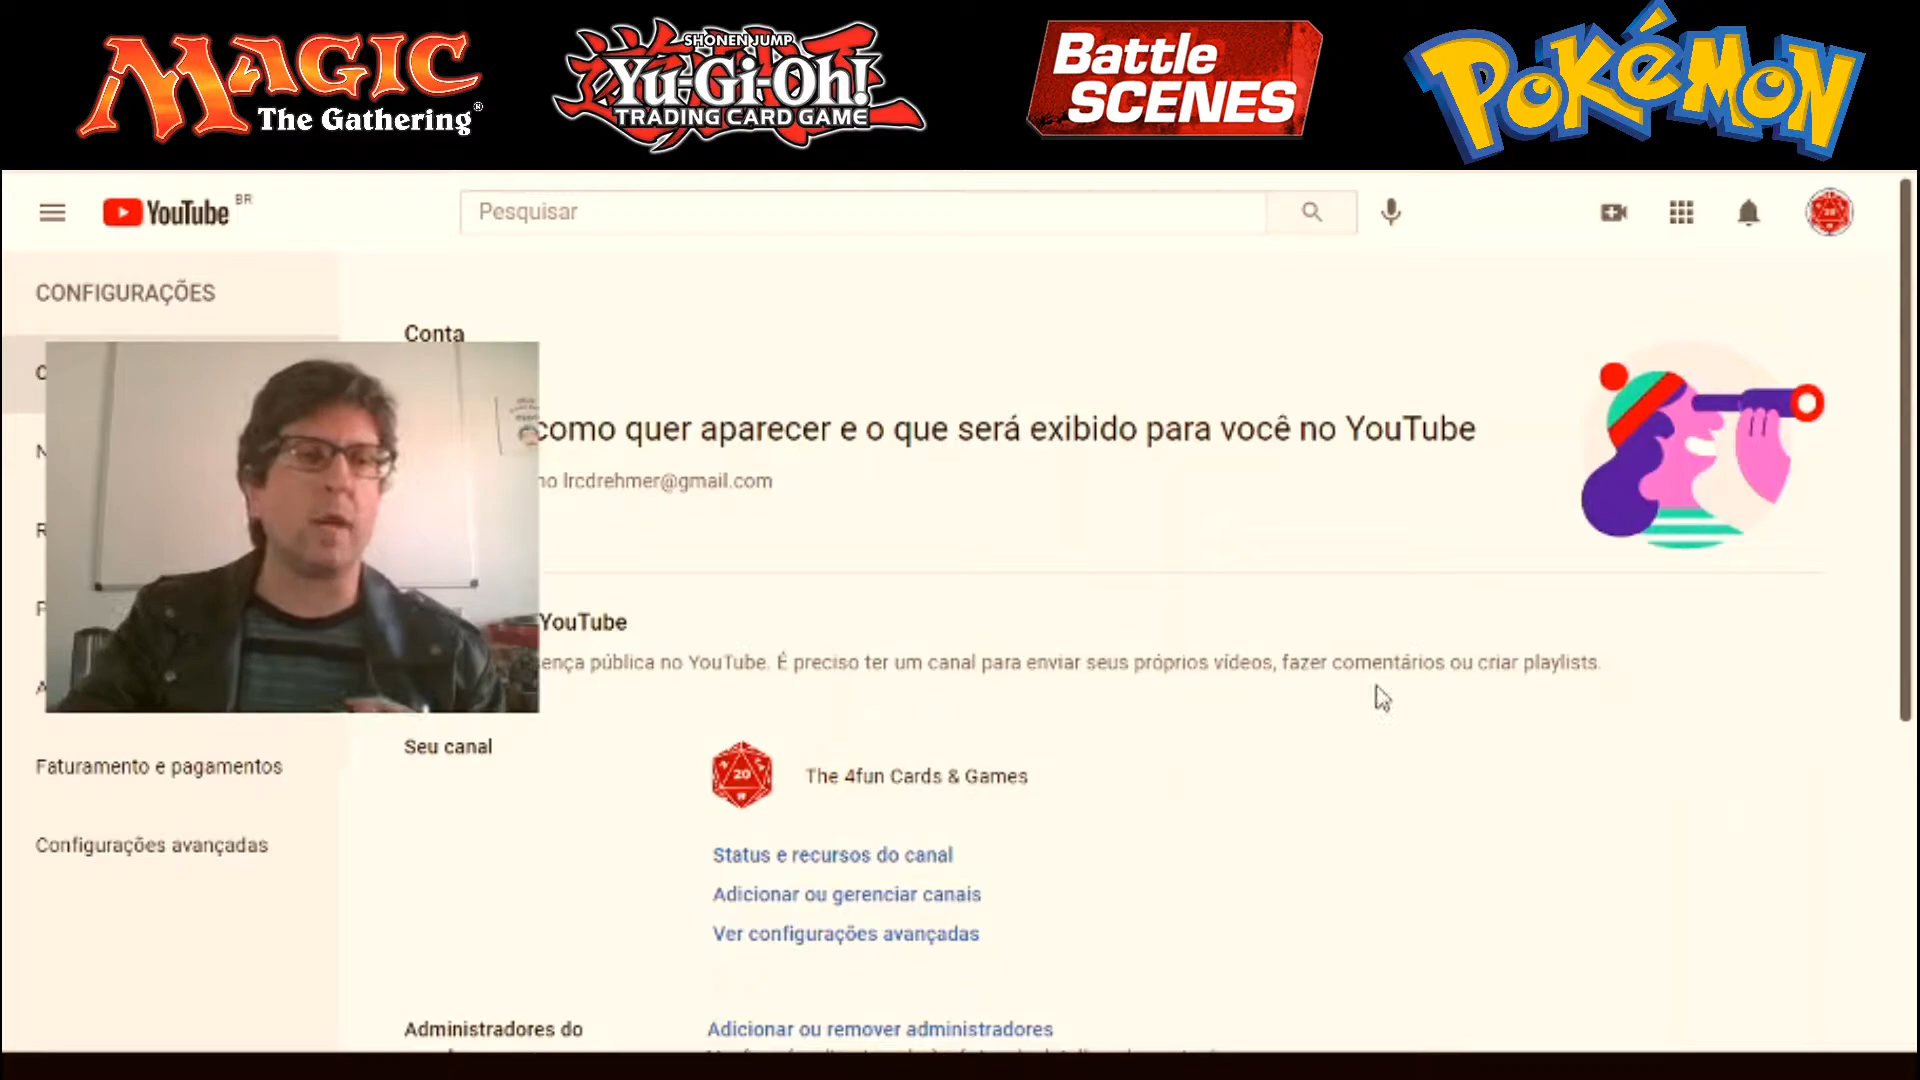 MAGIC
The Gathering®
SHONEN JUMP
Yu-Gi-Oh!
TRADING CARD GAME
Battle
SCENES
POKéMON
YouTube BR
Pesquisar
CONFIGURAÇÕES
Conta
como quer aparecer e o que será exibido para você no YouTube
no lrcdrehmer@gmail.com
YouTube
ença pública no YouTube. É preciso ter um canal para enviar seus próprios vídeos, fazer comentários ou criar playlists.
Seu canal
20
The 4fun Cards & Games
Faturamento e pagamentos
Configurações avançadas
Status e recursos do canal
Adicionar ou gerenciar canais
Ver configurações avançadas
Administradores do
Adicionar ou remover administradores